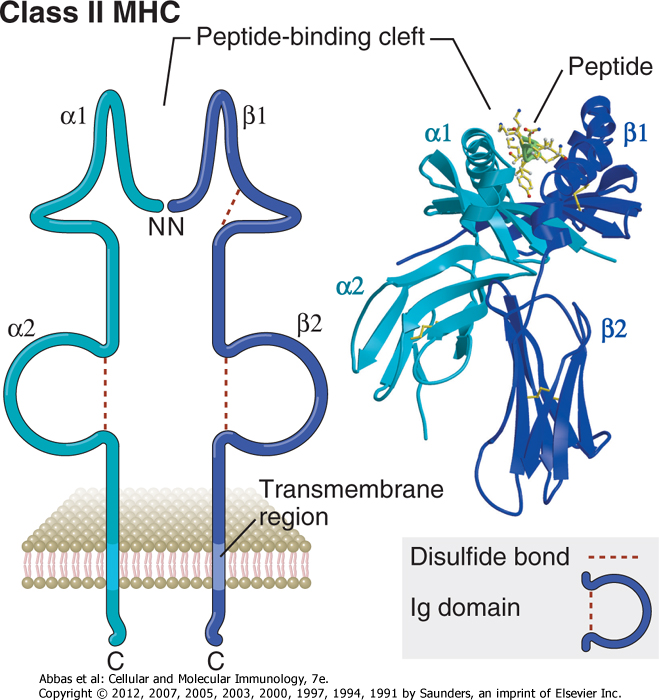 Class II MHC
Peptide-binding cleft
Peptide
α1
β1
α1
β1
NN
α2
β2
α2
β2
Transmembrane
region
Disulfide bond
Ig domain
C
C
Abbas et al: Cellular and Molecular Immunology, 7e.
Copyright © 2012, 2007, 2005, 2003, 2000, 1997, 1994, 1991 by Saunders, an imprint of Elsevier Inc.